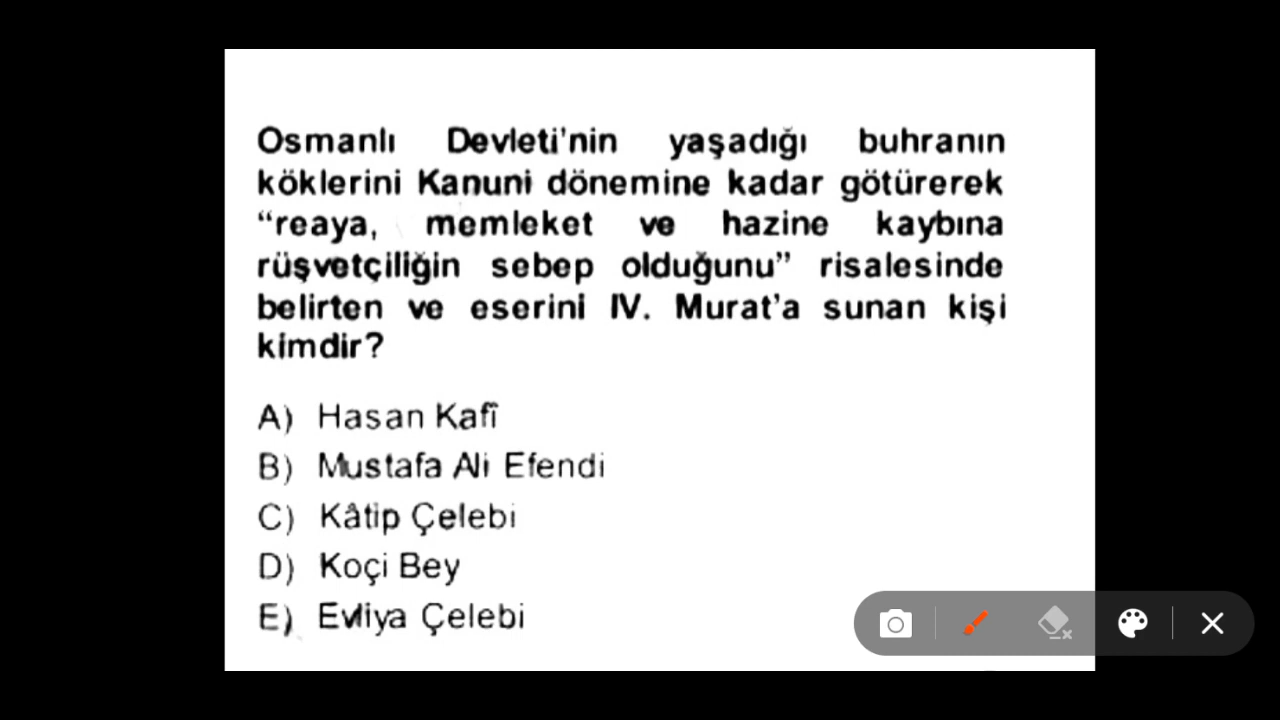 Osmanlı Devleti'nin yaşadığı buhranın
köklerini Kanuni dönemine kadar götürerek
“reaya, memleket ve hazine kaybına
rüşvetçiliğin sebep olduğunu” risalesinde
belirten ve eserini IV. Murat'a sunan kişi
kimdir?
A) Hasan Kafî
B) Mustafa Ali Efendi
C) Kâtip Çelebi
D) Koçi Bey
E) Evliya Çelebi